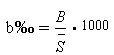 b‰ = B / S̅ ▪ 1000